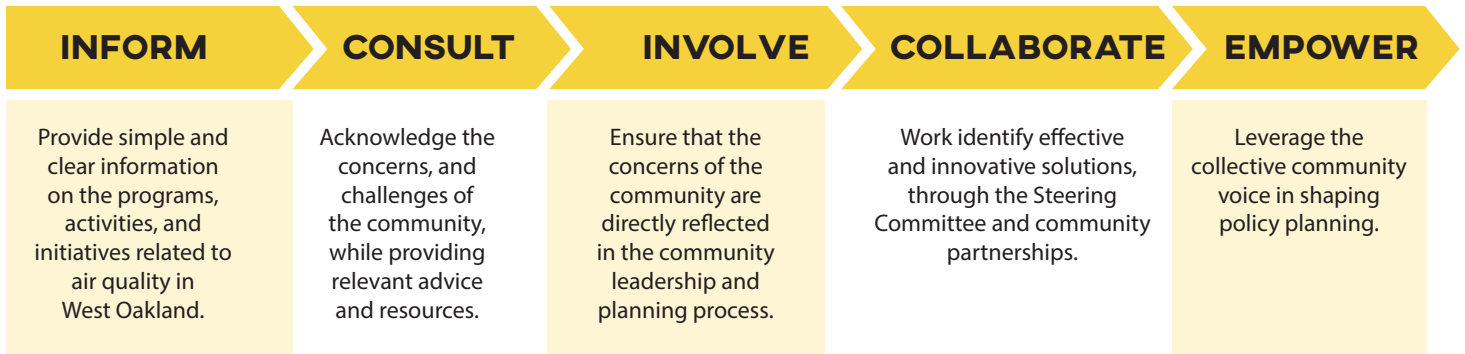 INFORM
Provide simple and
clear information
on the programs,
activities, and
initiatives related to
air quality in
West Oakland.
CONSULT
Acknowledge the
concerns, and
challenges of
the community,
while providing
relevant advice
and resources.
INVOLVE
Ensure that the
concerns of the
community are
directly reflected
in the community
leadership and
planning process.
COLLABORATE
Work identify effective
and innovative solutions,
through the Steering
Committee and community
partnerships.
EMPOWER
Leverage the
collective community
voice in shaping
policy planning.